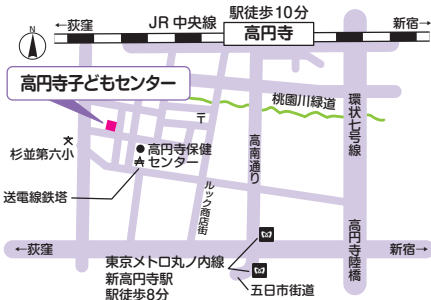 ←荻窪
JR中央線
駅徒歩10分
高円寺
新宿→
高円寺子どもセンター
桃園川緑道
〒
環状七号線
文
杉並第六小
●高円寺保健
センター
高南通り
ルック商店街
送電線鉄塔
高円寺陸橋
←荻窪
新宿→
東京メトロ丸ノ内線
新高円寺駅
駅徒歩8分
五日市街道
N